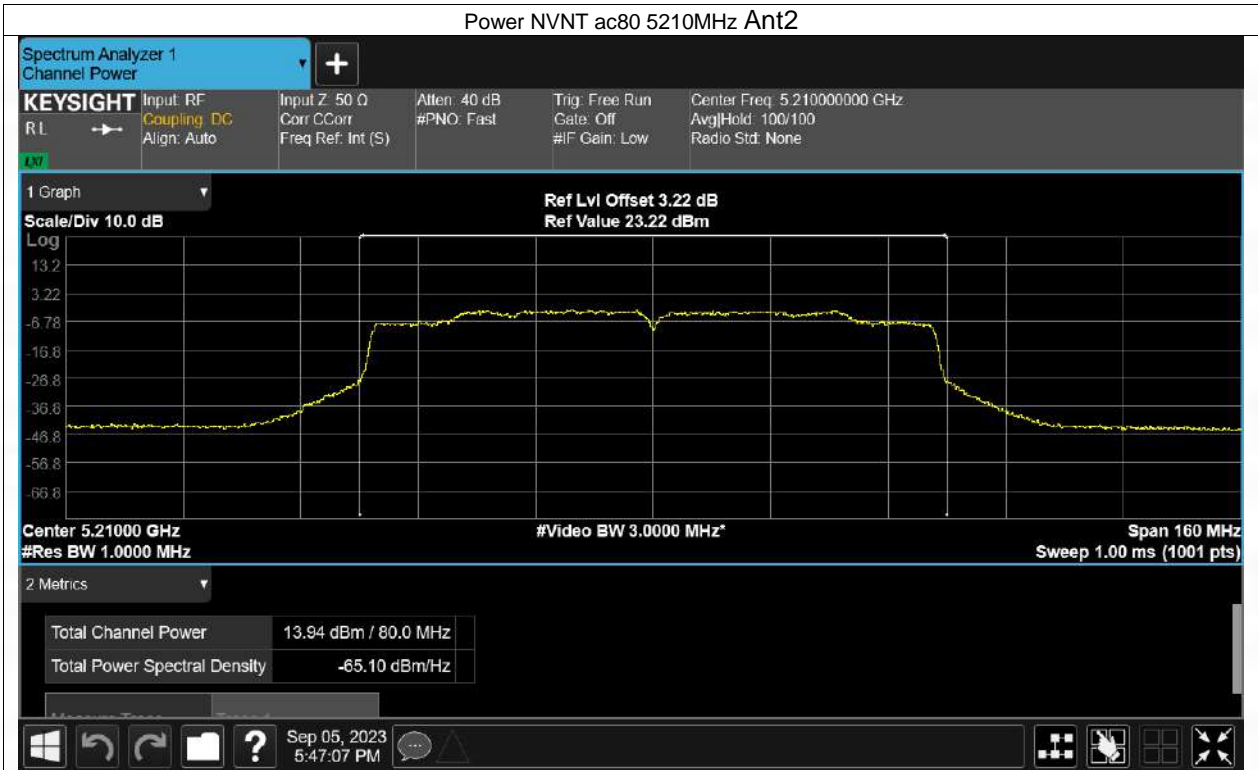 Power NVNT ac80 5210MHz Ant2
Spectrum Analyzer 1
Channel Power
KEYSIGHT
R L
LXI
Input: RF
Coupling: DC
Align: Auto
Input Z: 50 Ω
Corr CCorr
Freq Ref: Int (S)
Atten: 40 dB
#PNO: Fast
Trig: Free Run
Gate: Off
#IF Gain: Low
Center Freq: 5.210000000 GHz
Avg|Hold: 100/100
Radio Std: None
1 Graph
Scale/Div 10.0 dB
Ref Lvl Offset 3.22 dB
Ref Value 23.22 dBm
Log
13.2
3.22
-6.78
-16.8
-26.8
-36.8
-46.8
-56.8
-66.8
Center 5.21000 GHz
#Video BW 3.0000 MHz*
Span 160 MHz
#Res BW 1.0000 MHz
Sweep 1.00 ms (1001 pts)
2 Metrics
Total Channel Power 13.94 dBm / 80.0 MHz
Total Power Spectral Density -65.10 dBm/Hz
?
Sep 05, 2023
5:47:07 PM